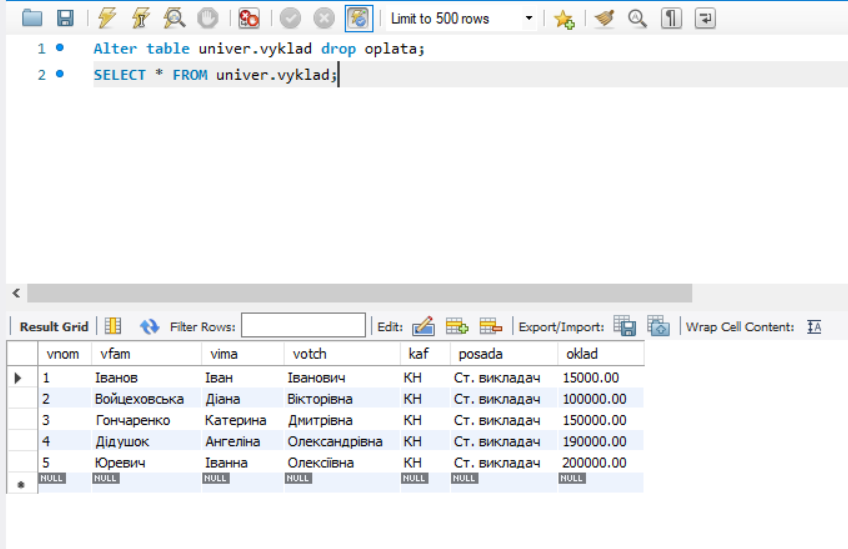 Limit to 500 rows
1 Alter table univer.vyklad drop oplata;
2 SELECT * FROM univer.vyklad;
Result Grid Filter Rows: Edit: Export/Import: Wrap Cell Content:
vnom vfam vima votch kaf posada oklad
1 Іванов Іван Іванович КН Ст. викладач 15000.00
2 Войцеховська Діана Вікторівна КН Ст. викладач 100000.00
3 Гончаренко Катерина Дмитрівна КН Ст. викладач 150000.00
4 Дідушок Ангеліна Олександрівна КН Ст. викладач 190000.00
5 Юревич Іванна Олексіївна КН Ст. викладач 200000.00
NULL NULL NULL NULL NULL NULL NULL